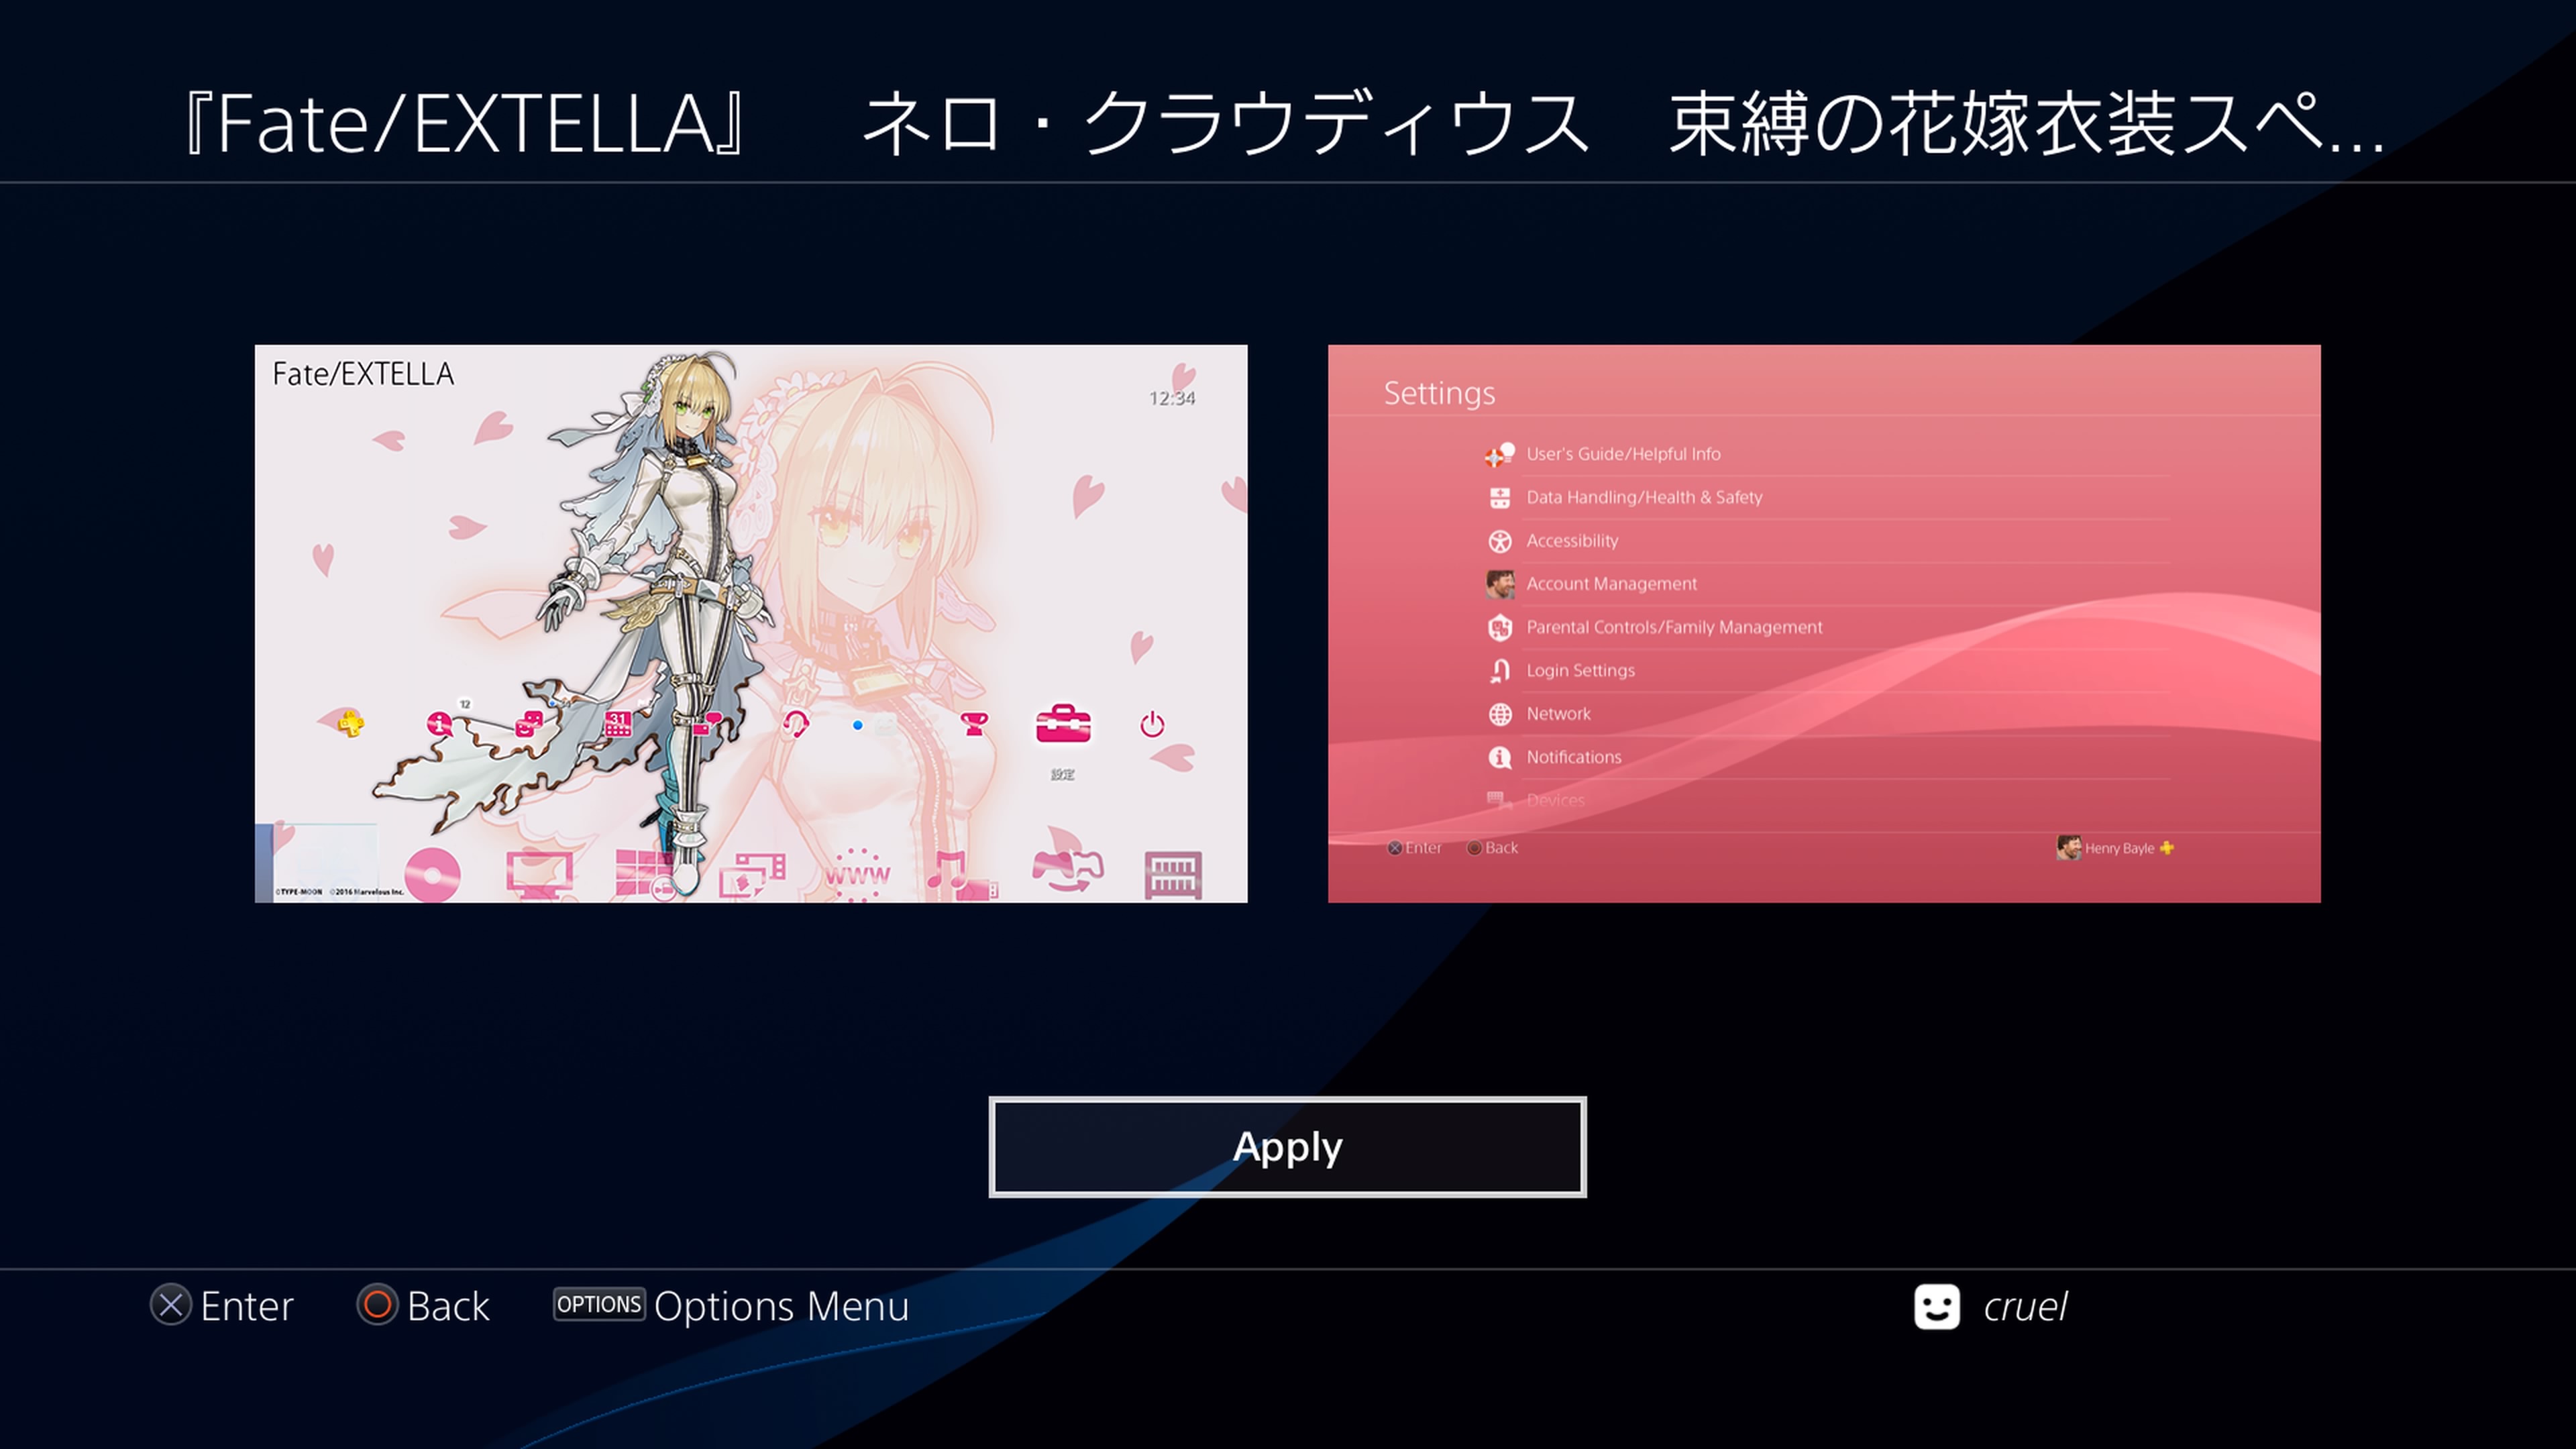 『Fate/EXTELLA』　ネロ・クラウディウス　束縛の花嫁衣装スペ...
Fate/EXTELLA
12:34
12
31
設定
WWW
©TYPE-MOON ©2016 Marvelous Inc.
Settings
User's Guide/Helpful Info
Data Handling/Health & Safety
Accessibility
Account Management
Parental Controls/Family Management
Login Settings
Network
Notifications
Devices
Enter Back
Henry Bayle
Apply
Enter Back OPTIONS Options Menu
cruel